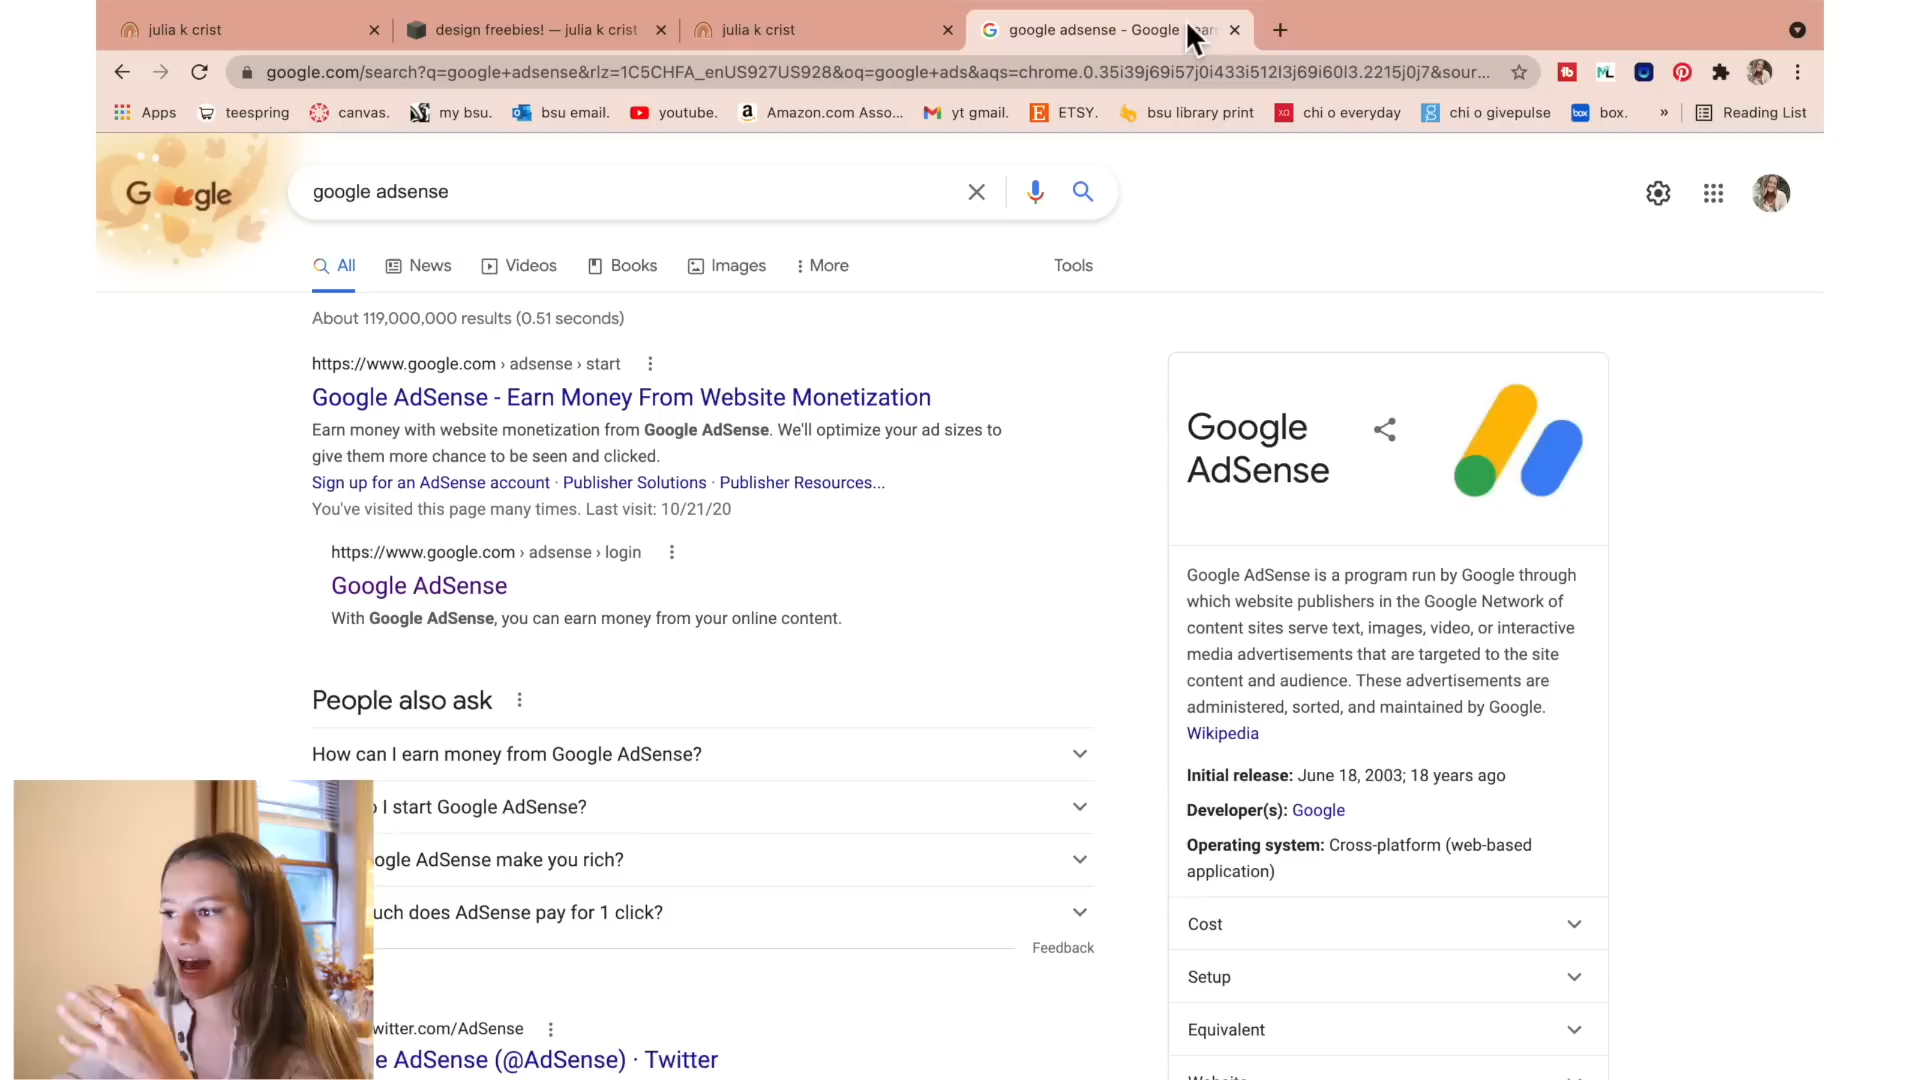 julia k crist
design freebies! — julia k crist
julia k crist
google adsense - Google
google.com/search?q=google+adsense&rlz=1C5CHFA_enUS927US928&oq=google+ads&aqs=chrome.0.35i39j69i57j0i433i512l3j69i60l3.2215j0j7&sour...
Apps
teespring
canvas.
my bsu.
bsu email.
youtube.
Amazon.com Asso...
yt gmail.
ETSY.
bsu library print
chi o everyday
chi o givepulse
box.
»
Reading List
Google
google adsense
All
News
Videos
Books
Images
More
Tools
About 119,000,000 results (0.51 seconds)
https://www.google.com › adsense › start
Google AdSense - Earn Money From Website Monetization
Earn money with website monetization from Google AdSense. We'll optimize your ad sizes to
give them more chance to be seen and clicked.
Sign up for an AdSense account · Publisher Solutions · Publisher Resources...
You've visited this page many times. Last visit: 10/21/20
https://www.google.com › adsense › login
Google AdSense
With Google AdSense, you can earn money from your online content.
People also ask
How can I earn money from Google AdSense?
I start Google AdSense?
ogle AdSense make you rich?
uch does AdSense pay for 1 click?
Feedback
witter.com/AdSense
e AdSense (@AdSense) · Twitter
Google
AdSense
Google AdSense is a program run by Google through
which website publishers in the Google Network of
content sites serve text, images, video, or interactive
media advertisements that are targeted to the site
content and audience. These advertisements are
administered, sorted, and maintained by Google.
Wikipedia
Initial release: June 18, 2003; 18 years ago
Developer(s): Google
Operating system: Cross-platform (web-based
application)
Cost
Setup
Equivalent